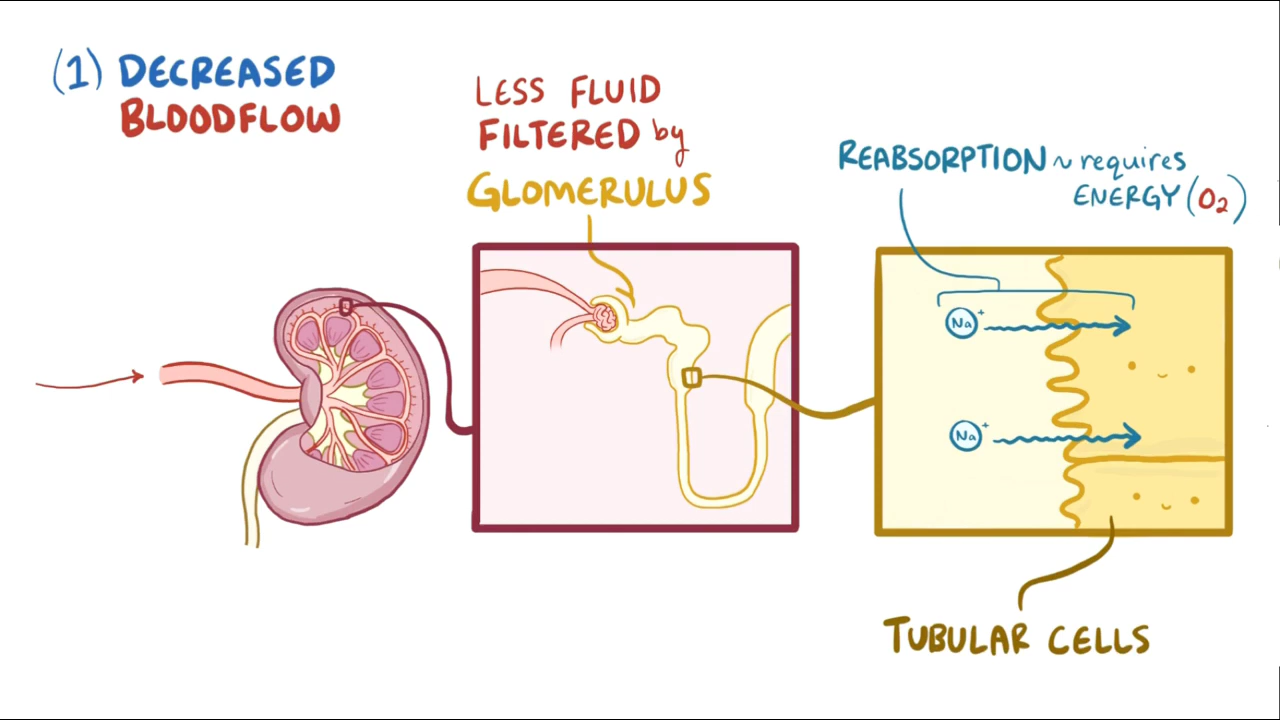 (1) DECREASED
BLOODFLOW
LESS FLUID
FILTERED by
GLOMERULUS
REABSORPTION ~ requires
ENERGY (O₂)
Na⁺
Na⁺
TUBULAR CELLS